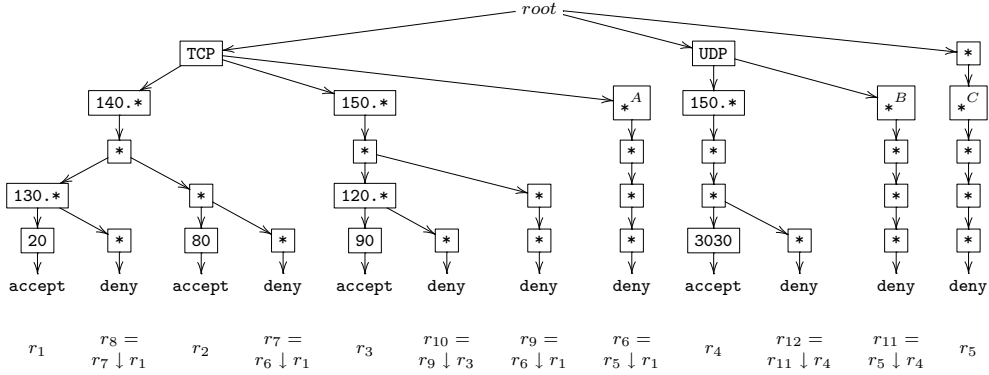 root
TCP UDP *
140.* 150.* *A 150.* *B *C
* * * * * *
130.* * 120.* * * * * *
20 * 80 * 90 * * * 3030 * * *
accept deny accept deny accept deny deny deny accept deny deny deny
r1 r8 = r2 r7 = r3 r10 = r9 = r6 = r4 r12 = r11 = r5
r7 ↓ r1 r6 ↓ r1 r9 ↓ r3 r6 ↓ r1 r5 ↓ r1 r11 ↓ r4 r5 ↓ r4